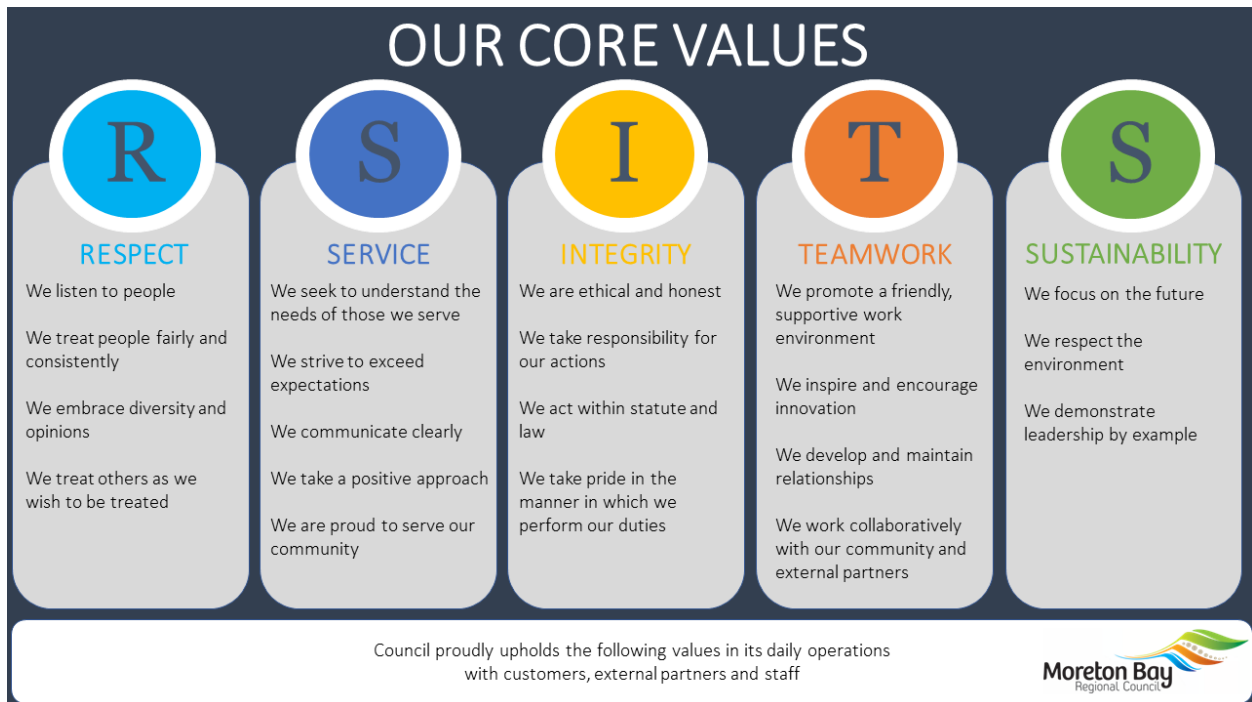 OUR CORE VALUES
R
RESPECT
We listen to people
We treat people fairly and
consistently
We embrace diversity and
opinions
We treat others as we
wish to be treated
S
SERVICE
We seek to understand the
needs of those we serve
We strive to exceed
expectations
We communicate clearly
We take a positive approach
We are proud to serve our
community
I
INTEGRITY
We are ethical and honest
We take responsibility for
our actions
We act within statute and
law
We take pride in the
manner in which we
perform our duties
T
TEAMWORK
We promote a friendly,
supportive work
environment
We inspire and encourage
innovation
We develop and maintain
relationships
We work collaboratively
with our community and
external partners
S
SUSTAINABILITY
We focus on the future
We respect the
environment
We demonstrate
leadership by example
Council proudly upholds the following values in its daily operations
with customers, external partners and staff
Moreton Bay
Regional Council